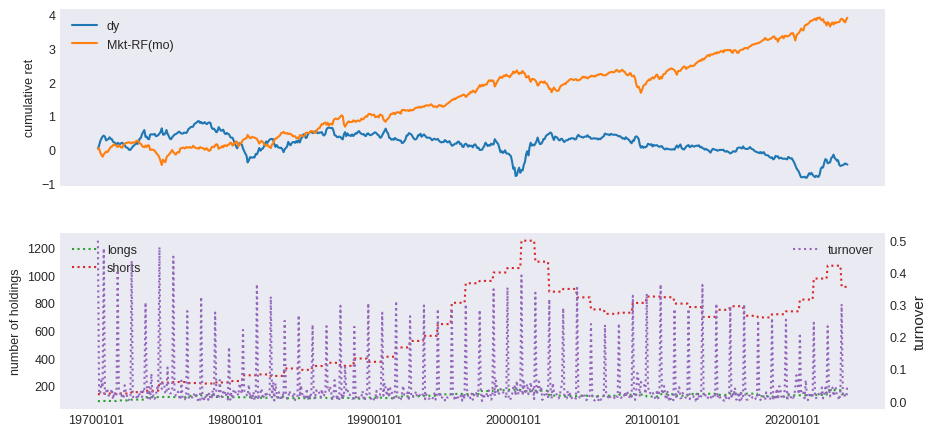 cumulative ret
4
3
2
1
0
−1
dy
Mkt-RF(mo)
number of holdings
1200
1000
800
600
400
200
longs
shorts
turnover
0.5
0.4
0.3
0.2
0.1
0.0
turnover
19700101 19800101 19900101 20000101 20100101 20200101